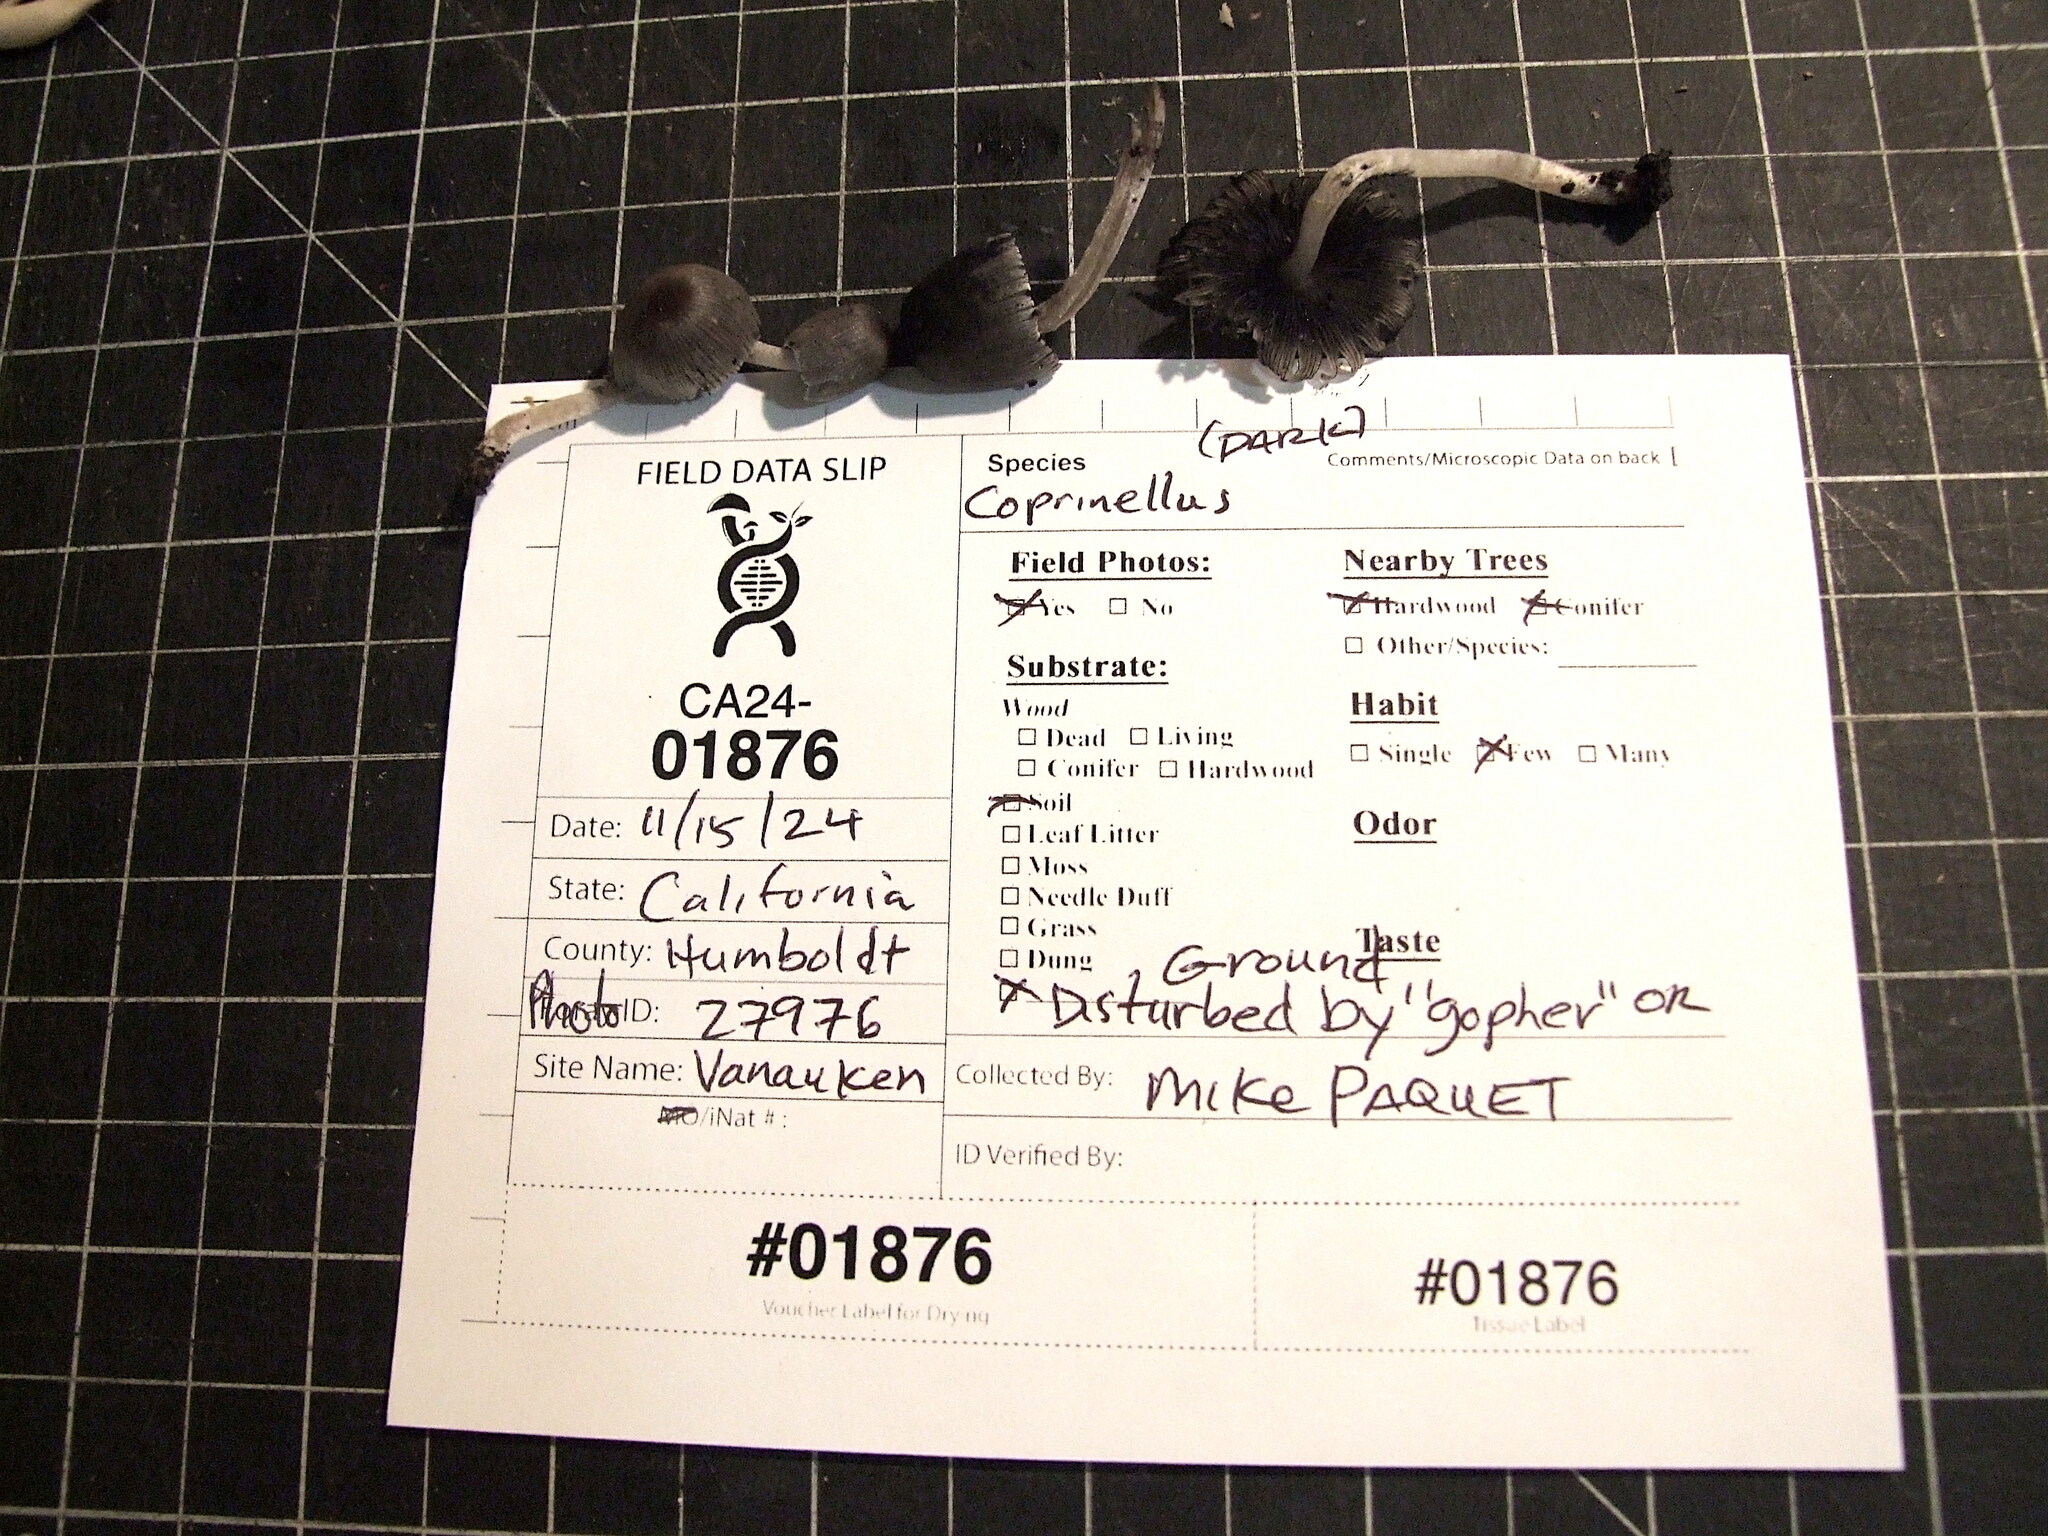 FIELD DATA SLIP
CA24-
01876
Date: 11/15/24
State: California
County: Humboldt
Photo ID: 27976
Site Name: Vanauken
/iNat #:
(DARK)
Species
Comments/Microscopic Data on back [
Coprinellus
Field Photos:
Yes No
Substrate:
Wood
Dead Living
Conifer Hardwood
Soil
Leaf Litter
Moss
Needle Duff
Grass
Dung
Nearby Trees
Hardwood Conifer
Other/Species:
Habit
Single Few Many
Odor
Taste
Ground
Disturbed by "gopher" OR
Collected By: Mike PAQUET
ID Verified By:
#01876
Voucher Label for Drying
#01876
Tissue Label